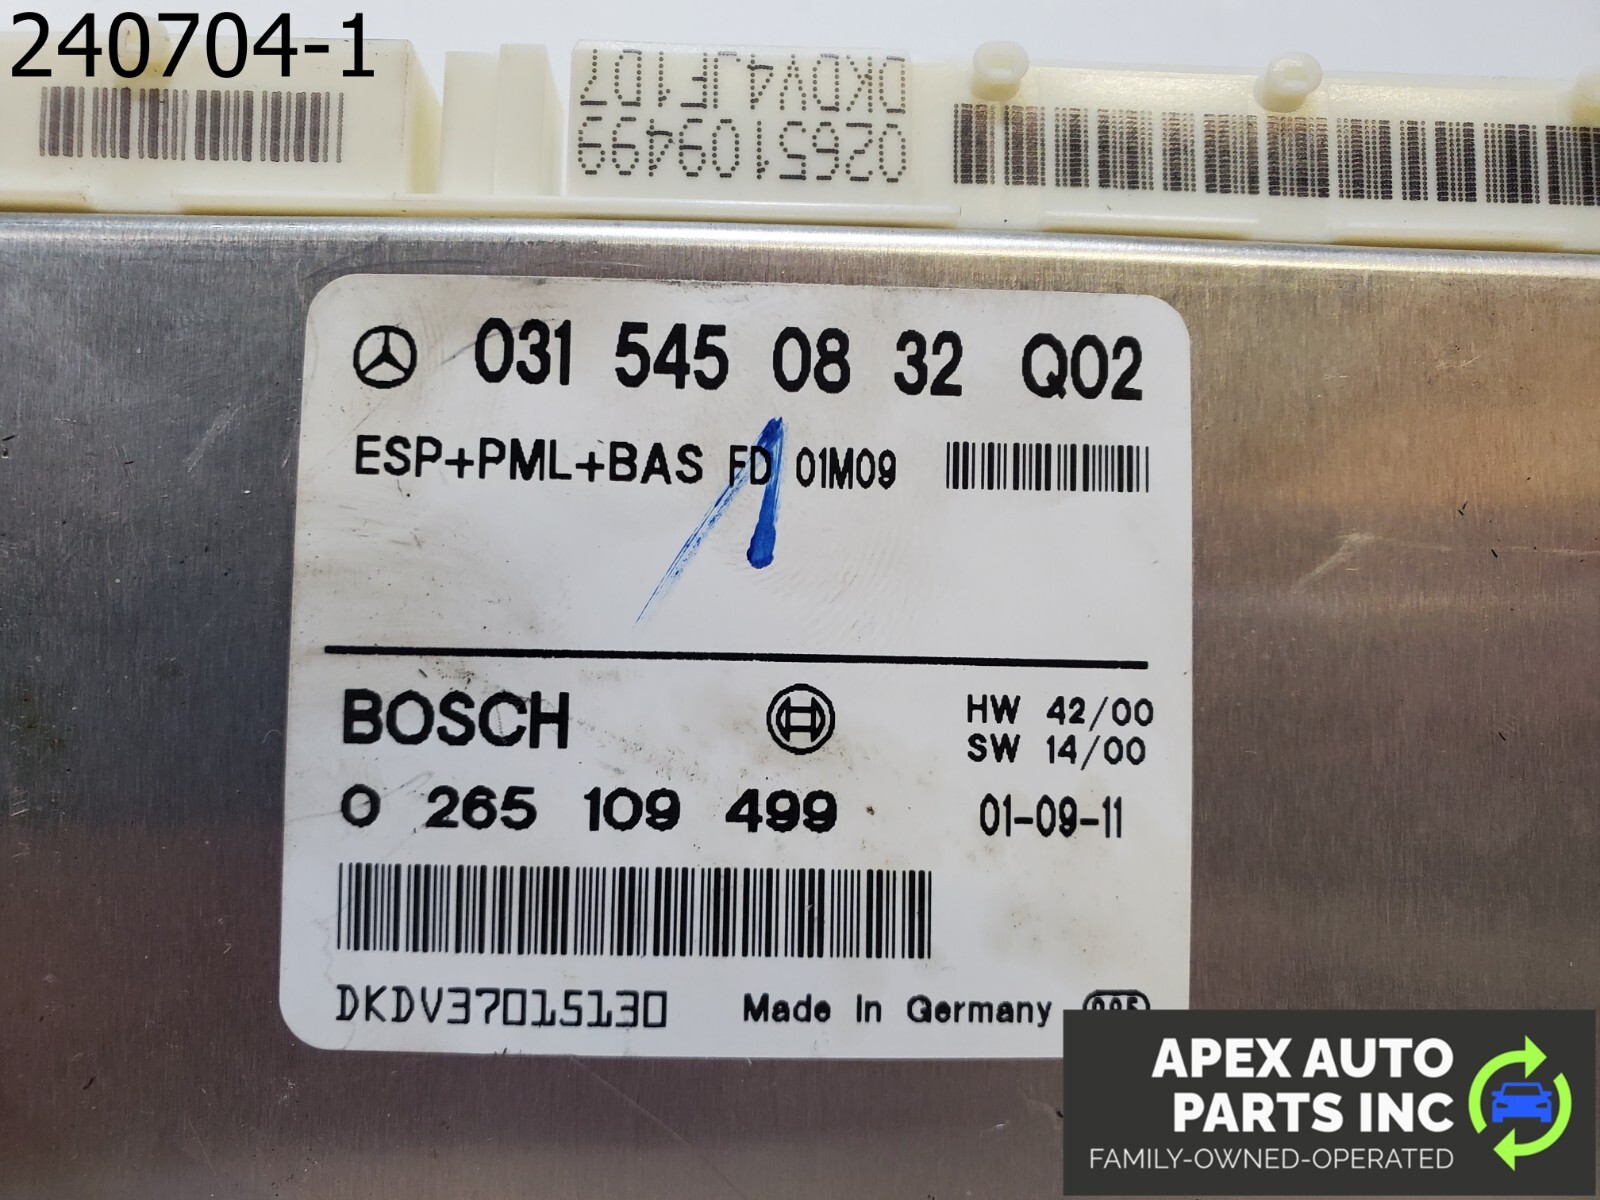 240704-1
DKDV4JF1D7
0265109499
031 545 08 32 Q02
ESP+PML+BAS FD 01M09
BOSCH
HW 42/00
SW 14/00
0 265 109 499
01-09-11
DKDV37015130
Made In Germany
APEX AUTO
PARTS INC
FAMILY-OWNED-OPERATED